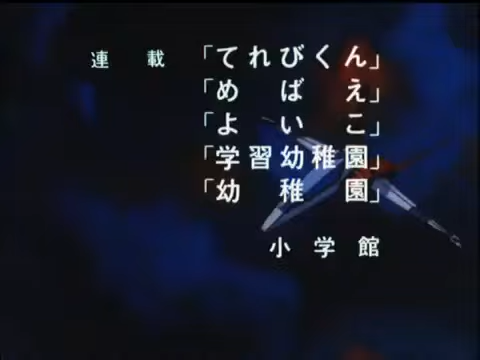 連載 「てれびくん」
「めばえ」
「よいこ」
「学習幼稚園」
「幼稚園」
小学館